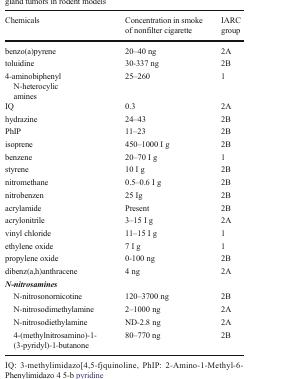 gland tumors in rodent models
Chemicals Concentration in smoke IARC
of nonfilter cigarette group
benzo(a)pyrene 20–40 ng 2A
toluidine 30-337 ng 2B
4-aminobiphenyl 25–260 1
N-heterocylic
amines
IQ 0.3 2A
hydrazine 24–43 2B
PhIP 11–23 2B
isoprene 450–1000 I g 2B
benzene 20–70 I g 1
styrene 10 I g 2B
nitromethane 0.5–0.6 I g 2B
nitrobenzen 25 Ig 2B
acrylamide Present 2B
acrylonitrile 3–15 I g 2A
vinyl chloride 11–15 I g 1
ethylene oxide 7 I g 1
propylene oxide 0-100 ng 2B
dibenz(a,h)anthracene 4 ng 2A
N-nitrosamines
N-nitrosonornicotine 120–3700 ng 2B
N-nitrosodimethylamine 2–1000 ng 2A
N-nitrosodiethylamine ND-2.8 ng 2A
4-(methylnitrosamino)-1- 80–770 ng 2B
(3-pyridyl)-1-butanone
IQ: 3-methylimidazo[4,5-f]quinoline, PhIP: 2-Amino-1-Methyl-6-
Phenylimidazo 4 5-b pyridine